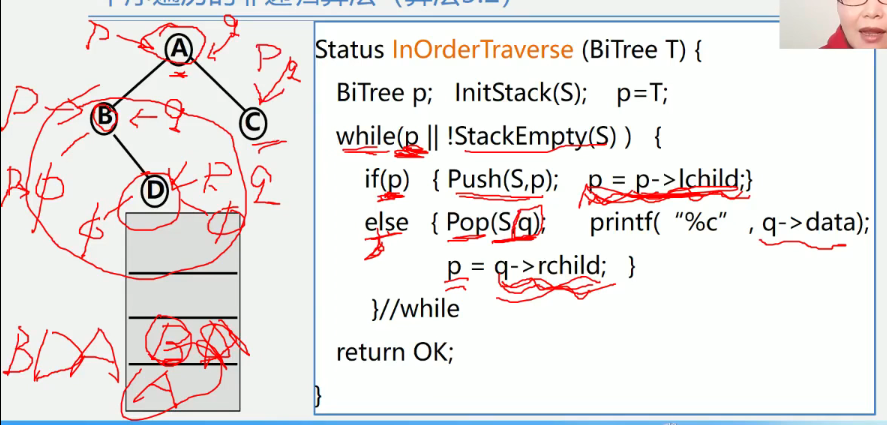 中序遍历的非递归算法（算法5.2）
Status InOrderTraverse (BiTree T) {
BiTree p; InitStack(S); p=T;
while(p || !StackEmpty(S) ) {
if(p) { Push(S,p); p = p->lchild;}
else { Pop(S,q); printf( “%c” , q->data);
p = q->rchild; }
}//while
return OK;
}
p
A
q
P
B
q
P
q
C
D
P
q
BDA
B
A